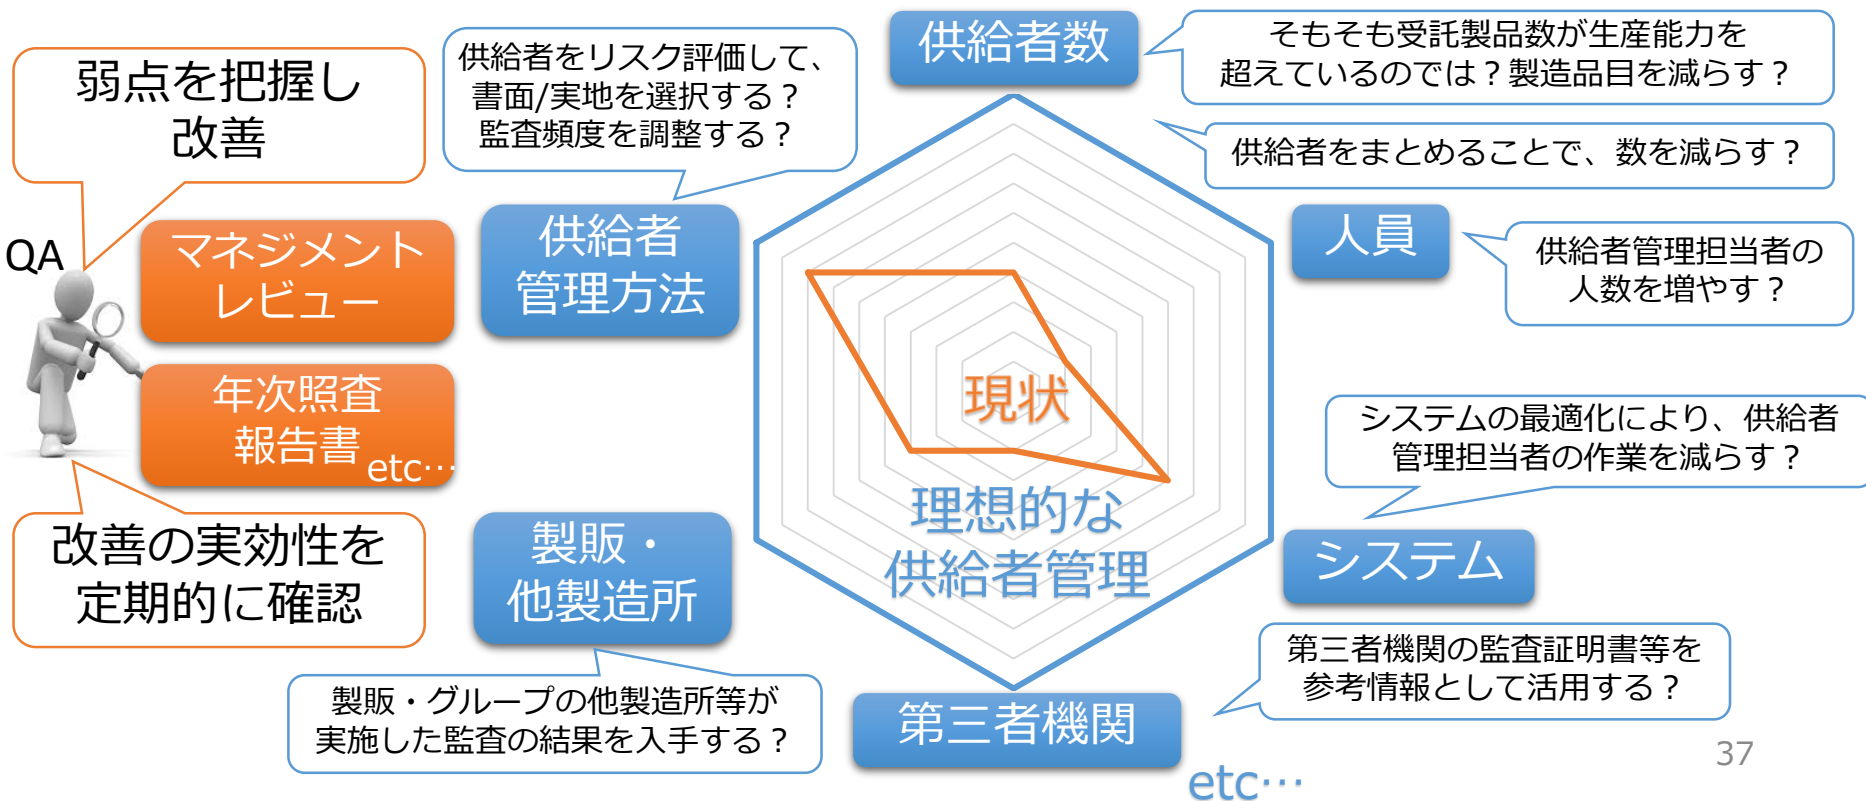 弱点を把握し
改善
QA
マネジメント
レビュー
年次照査
報告書
etc…
改善の実効性を
定期的に確認
供給者をリスク評価して、
書面/実地を選択する？
監査頻度を調整する？
供給者
管理方法
供給者数
そもそも受託製品数が生産能力を
超えているのでは？製造品目を減らす？
供給者をまとめることで、数を減らす？
人員
供給者管理担当者の
人数を増やす？
現状
理想的な
供給者管理
システムの最適化により、供給者
管理担当者の作業を減らす？
システム
製販・
他製造所
製販・グループの他製造所等が
実施した監査の結果を入手する？
第三者機関
第三者機関の監査証明書等を
参考情報として活用する？
etc…
37